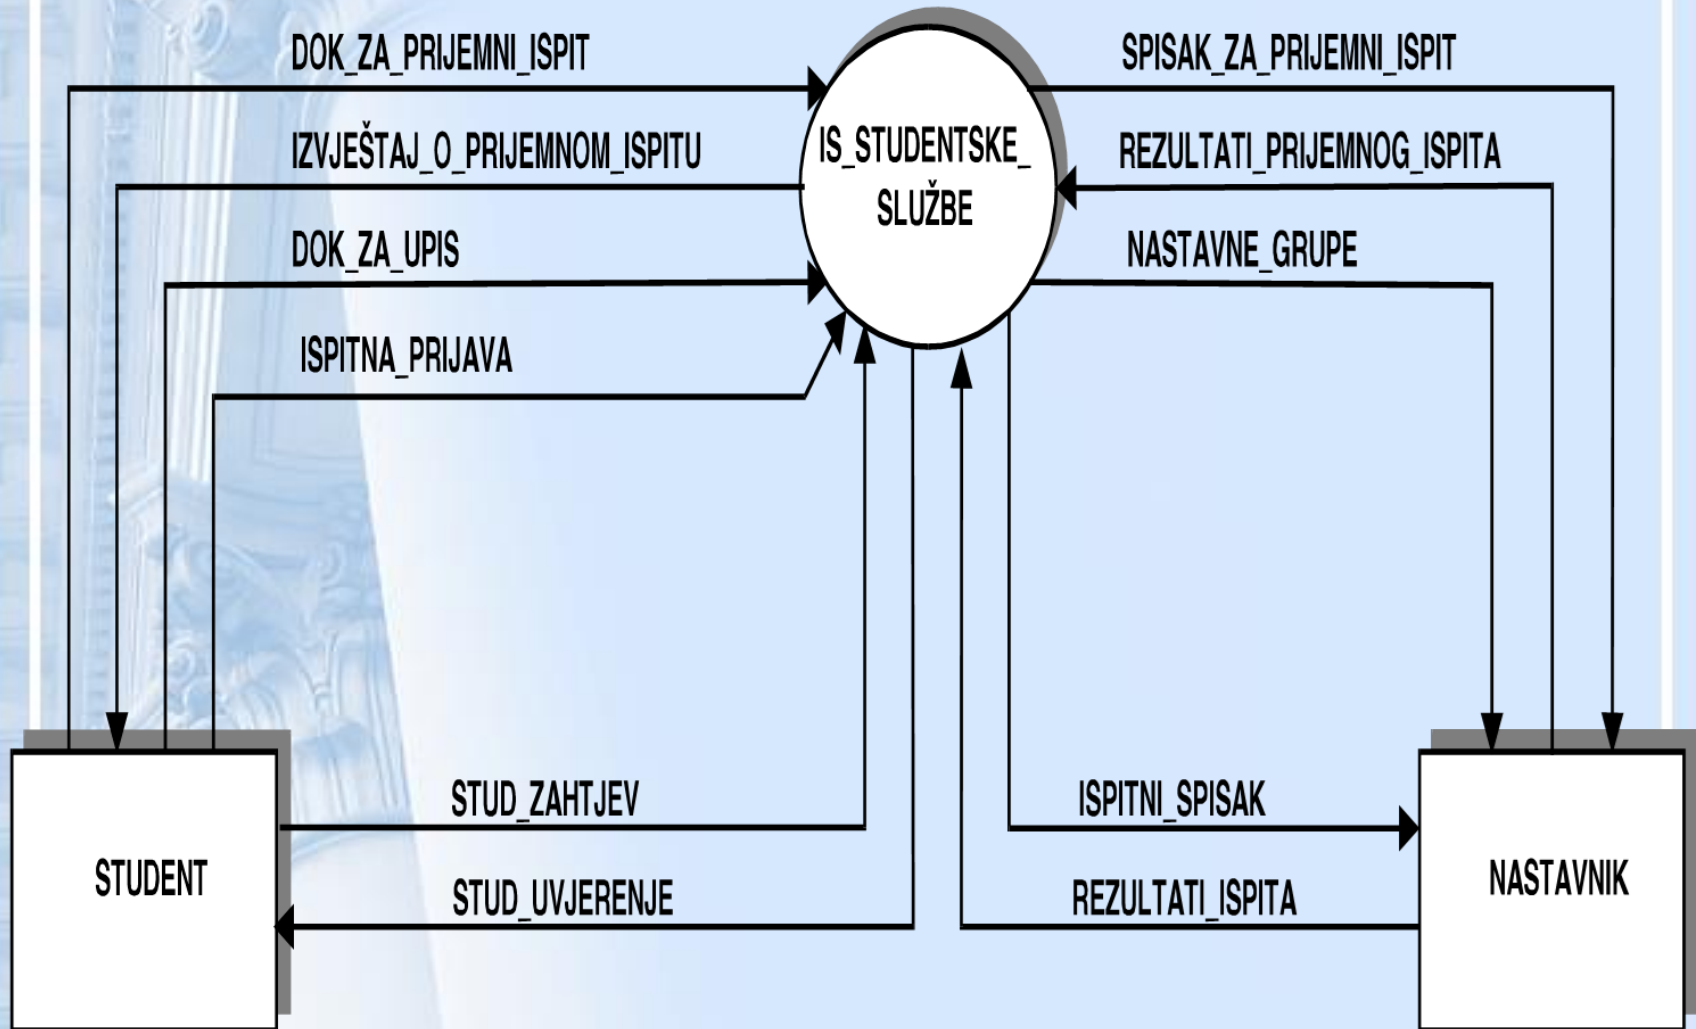 DOK_ZA_PRIJEMNI_ISPIT
SPISAK_ZA_PRIJEMNI_ISPIT
IZVJEŠTAJ_O_PRIJEMNOM_ISPITU
IS_STUDENTSKE_
SLUŽBE
REZULTATI_PRIJEMNOG_ISPITA
DOK_ZA_UPIS
NASTAVNE_GRUPE
ISPITNA_PRIJAVA
STUD_ZAHTJEV
ISPITNI_SPISAK
STUDENT
NASTAVNIK
STUD_UVJERENJE
REZULTATI_ISPITA